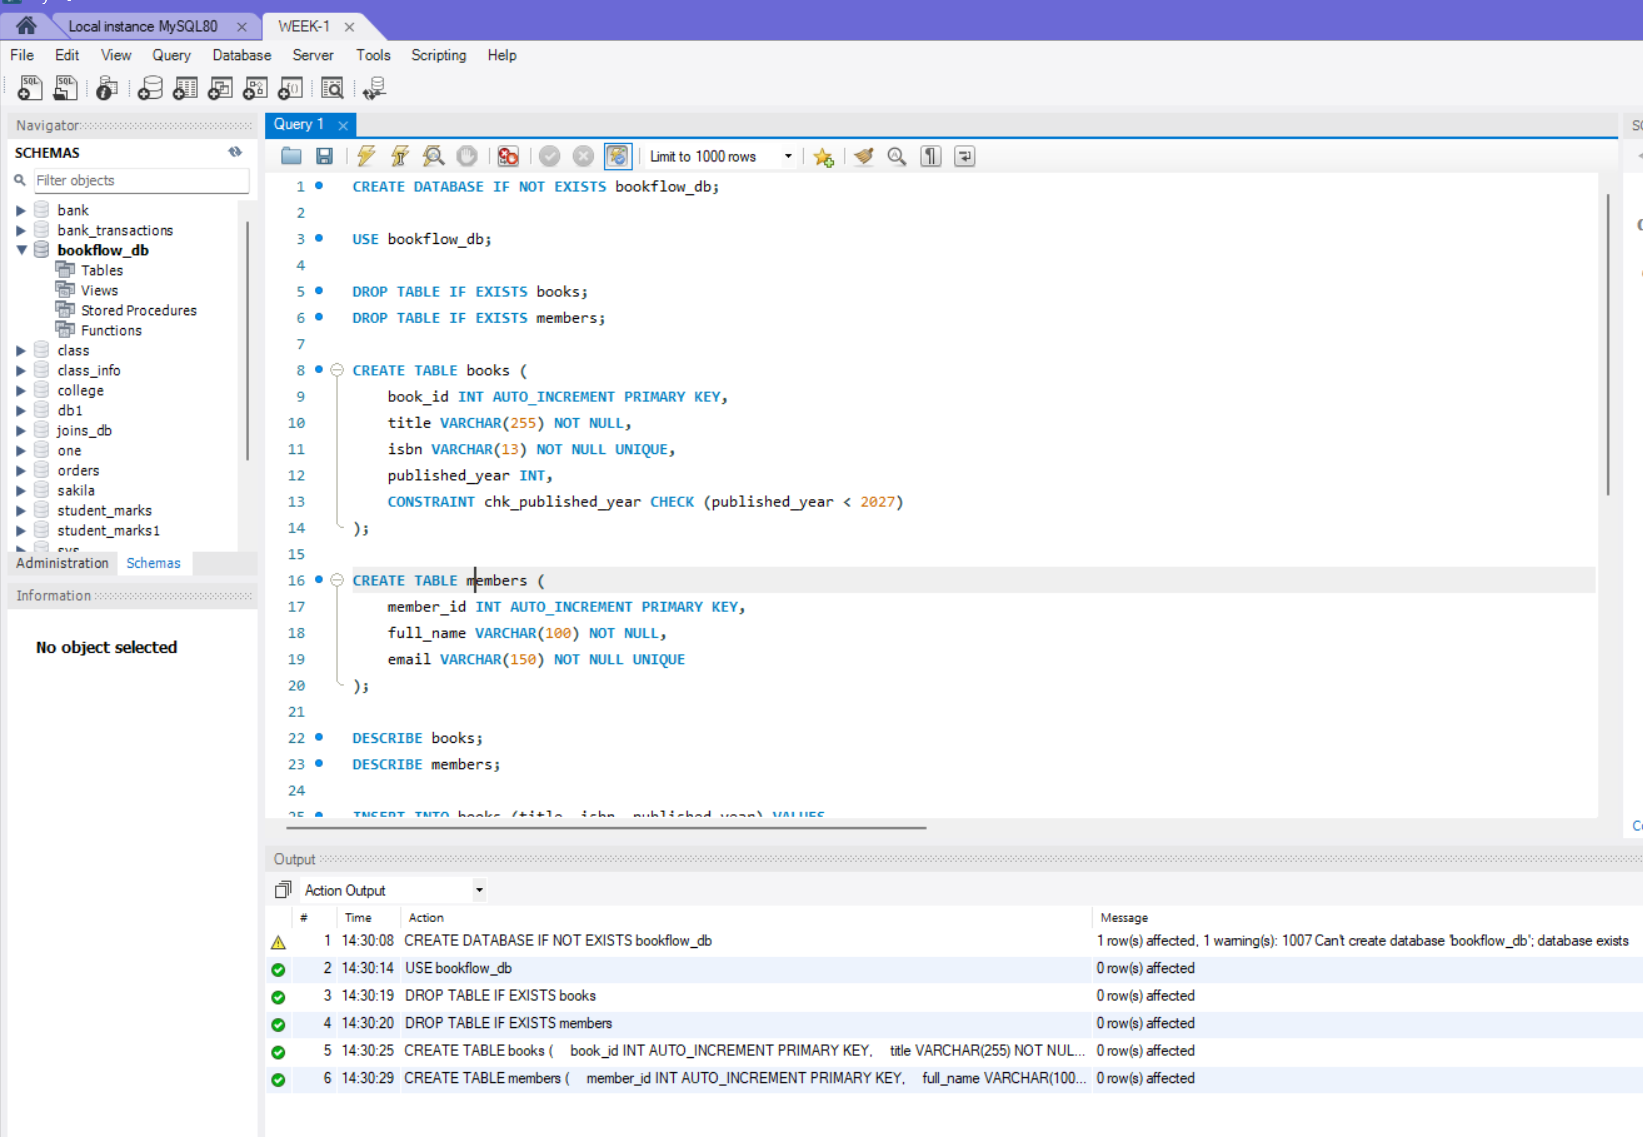 Local instance MySQL80
WEEK-1
File Edit View Query Database Server Tools Scripting Help
Navigator
SCHEMAS
Filter objects
bank
bank_transactions
bookflow_db
Tables
Views
Stored Procedures
Functions
class
class_info
college
db1
joins_db
one
orders
sakila
student_marks
student_marks1
sys
Administration Schemas
Information
No object selected
Query 1
Limit to 1000 rows
1 CREATE DATABASE IF NOT EXISTS bookflow_db;
2
3 USE bookflow_db;
4
5 DROP TABLE IF EXISTS books;
6 DROP TABLE IF EXISTS members;
7
8 CREATE TABLE books (
9 book_id INT AUTO_INCREMENT PRIMARY KEY,
10 title VARCHAR(255) NOT NULL,
11 isbn VARCHAR(13) NOT NULL UNIQUE,
12 published_year INT,
13 CONSTRAINT chk_published_year CHECK (published_year < 2027)
14 );
15
16 CREATE TABLE members (
17 member_id INT AUTO_INCREMENT PRIMARY KEY,
18 full_name VARCHAR(100) NOT NULL,
19 email VARCHAR(150) NOT NULL UNIQUE
20 );
21
22 DESCRIBE books;
23 DESCRIBE members;
24
25 INSERT INTO books (title, isbn, published_year) VALUES
Output
Action Output
# Time Action Message
1 14:30:08 CREATE DATABASE IF NOT EXISTS bookflow_db 1 row(s) affected, 1 warning(s): 1007 Can't create database 'bookflow_db'; database exists
2 14:30:14 USE bookflow_db 0 row(s) affected
3 14:30:19 DROP TABLE IF EXISTS books 0 row(s) affected
4 14:30:20 DROP TABLE IF EXISTS members 0 row(s) affected
5 14:30:25 CREATE TABLE books ( book_id INT AUTO_INCREMENT PRIMARY KEY, title VARCHAR(255) NOT NUL... 0 row(s) affected
6 14:30:29 CREATE TABLE members ( member_id INT AUTO_INCREMENT PRIMARY KEY, full_name VARCHAR(100... 0 row(s) affected